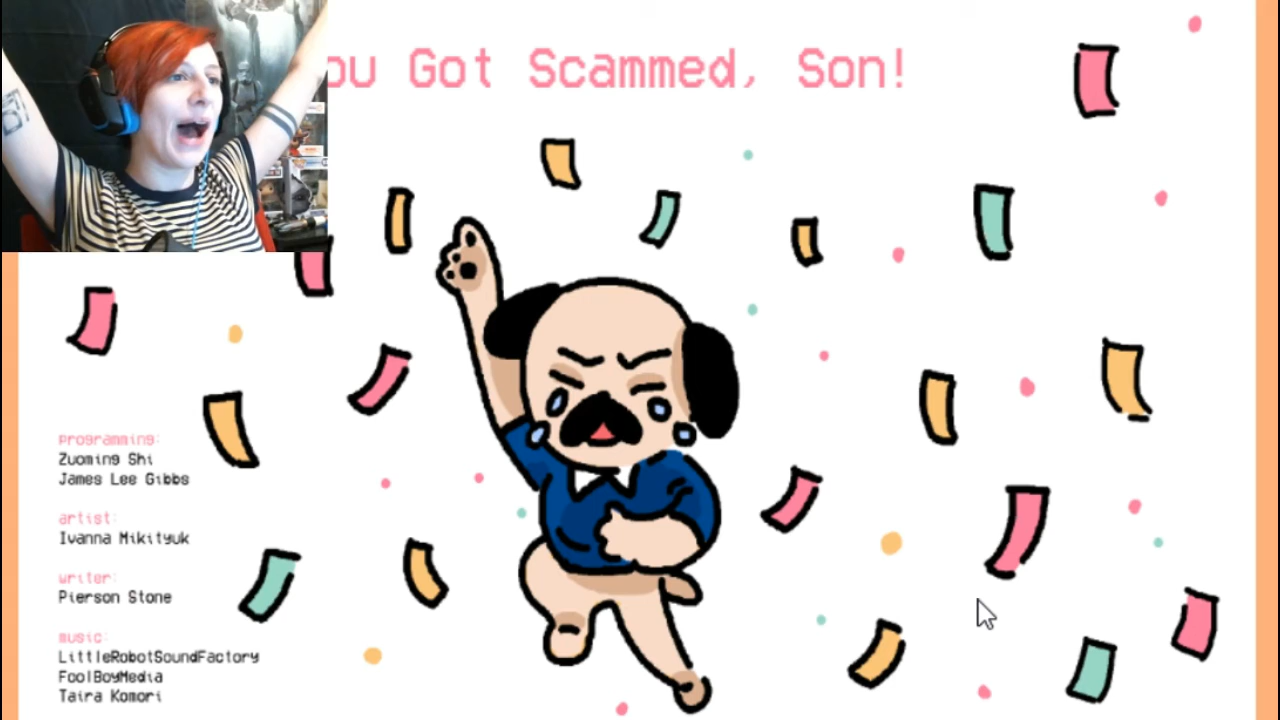 ou Got Scammed, Son!
programming:
Zuoming Shi
James Lee Gibbs
artist:
Ivanna Mikityuk
writer:
Pierson Stone
music:
LittleRobotSoundFactory
FoolBoyMedia
Taira Komori